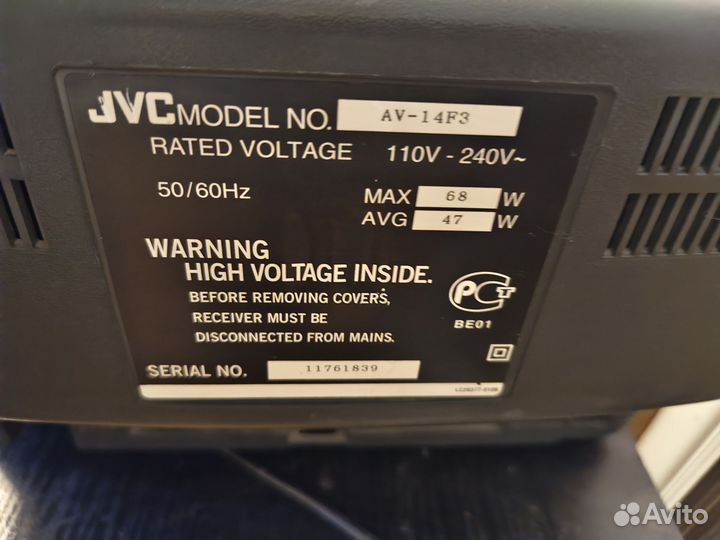 JVC MODEL NO. AV-14F3
RATED VOLTAGE 110V - 240V~
50/60Hz
MAX 68 W
AVG 47 W
WARNING
HIGH VOLTAGE INSIDE.
BEFORE REMOVING COVERS,
RECEIVER MUST BE
DISCONNECTED FROM MAINS.
BE01
SERIAL NO. 11761839
Avito